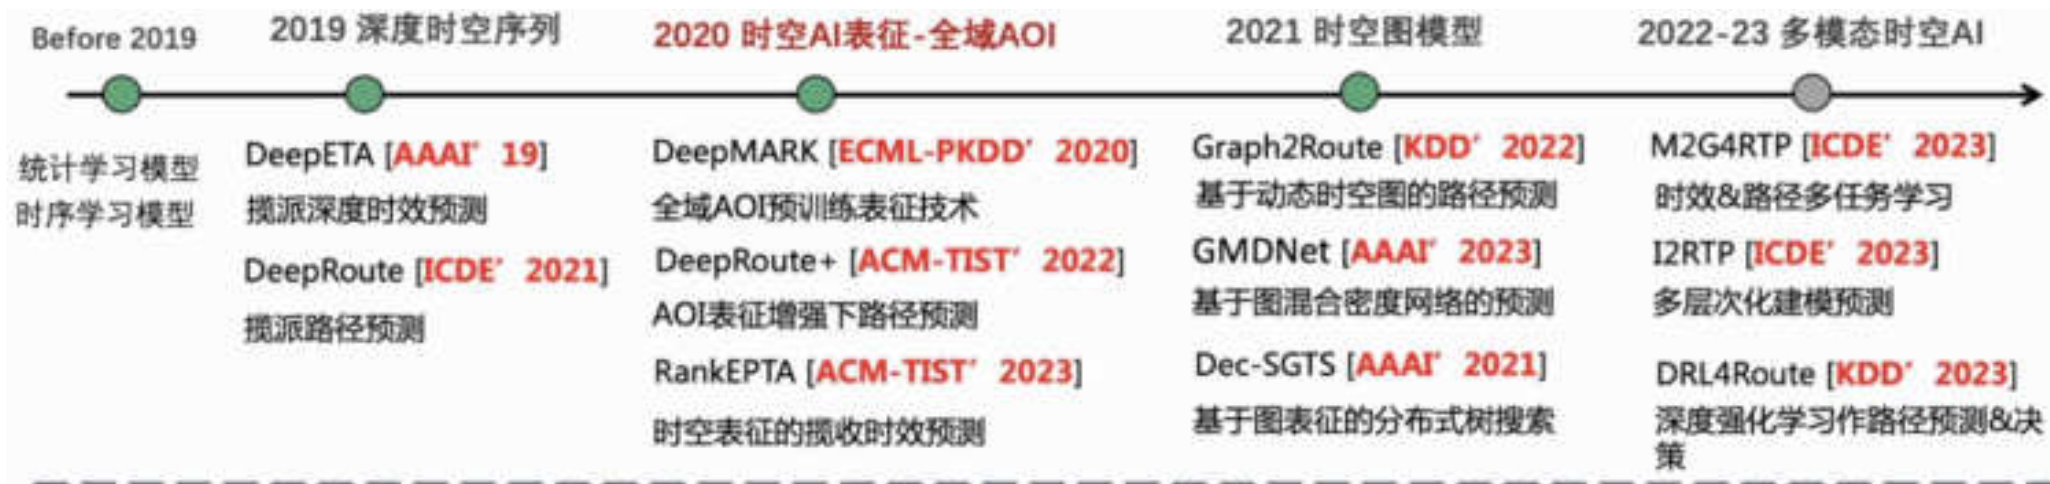 Before 2019
统计学习模型
时序学习模型
2019 深度时空序列
DeepETA [AAAI' 19]
揽派深度时效预测
DeepRoute [ICDE' 2021]
揽派路径预测
2020 时空AI表征-全域AOI
DeepMARK [ECML-PKDD' 2020]
全域AOI预训练表征技术
DeepRoute+ [ACM-TIST' 2022]
AOI表征增强下路径预测
RankEPTA [ACM-TIST' 2023]
时空表征的揽收时效预测
2021 时空图模型
Graph2Route [KDD' 2022]
基于动态时空图的路径预测
GMDNet [AAAI' 2023]
基于图混合密度网络的预测
Dec-SGTS [AAAI' 2021]
基于图表征的分布式树搜索
2022-23 多模态时空AI
M2G4RTP [ICDE' 2023]
时效&路径多任务学习
I2RTP [ICDE' 2023]
多层次化建模预测
DRL4Route [KDD' 2023]
深度强化学习作路径预测&决
策